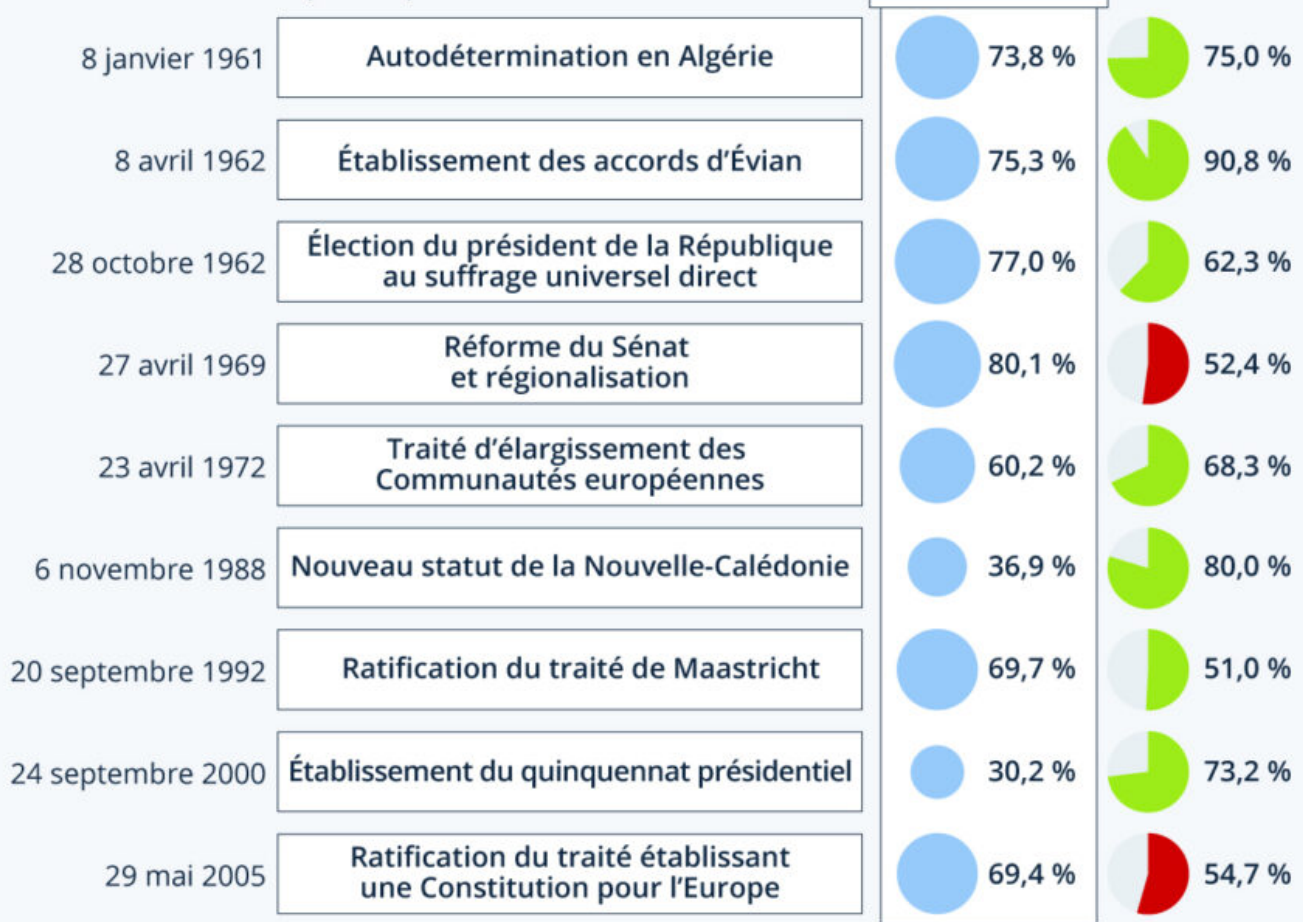 8 janvier 1961 Autodétermination en Algérie 73,8 % 75,0 %
8 avril 1962 Établissement des accords d’Évian 75,3 % 90,8 %
Élection du président de la République
28 octobre 1962 au suffrage universel direct 77,0 % 62,3 %
Réforme du Sénat
27 avril 1969 et régionalisation 80,1 % 52,4 %
Traité d’élargissement des
23 avril 1972 Communautés européennes 60,2 % 68,3 %
6 novembre 1988 Nouveau statut de la Nouvelle-Calédonie 36,9 % 80,0 %
20 septembre 1992 Ratification du traité de Maastricht 69,7 % 51,0 %
24 septembre 2000 Établissement du quinquennat présidentiel 30,2 % 73,2 %
Ratification du traité établissant
29 mai 2005 une Constitution pour l’Europe 69,4 % 54,7 %